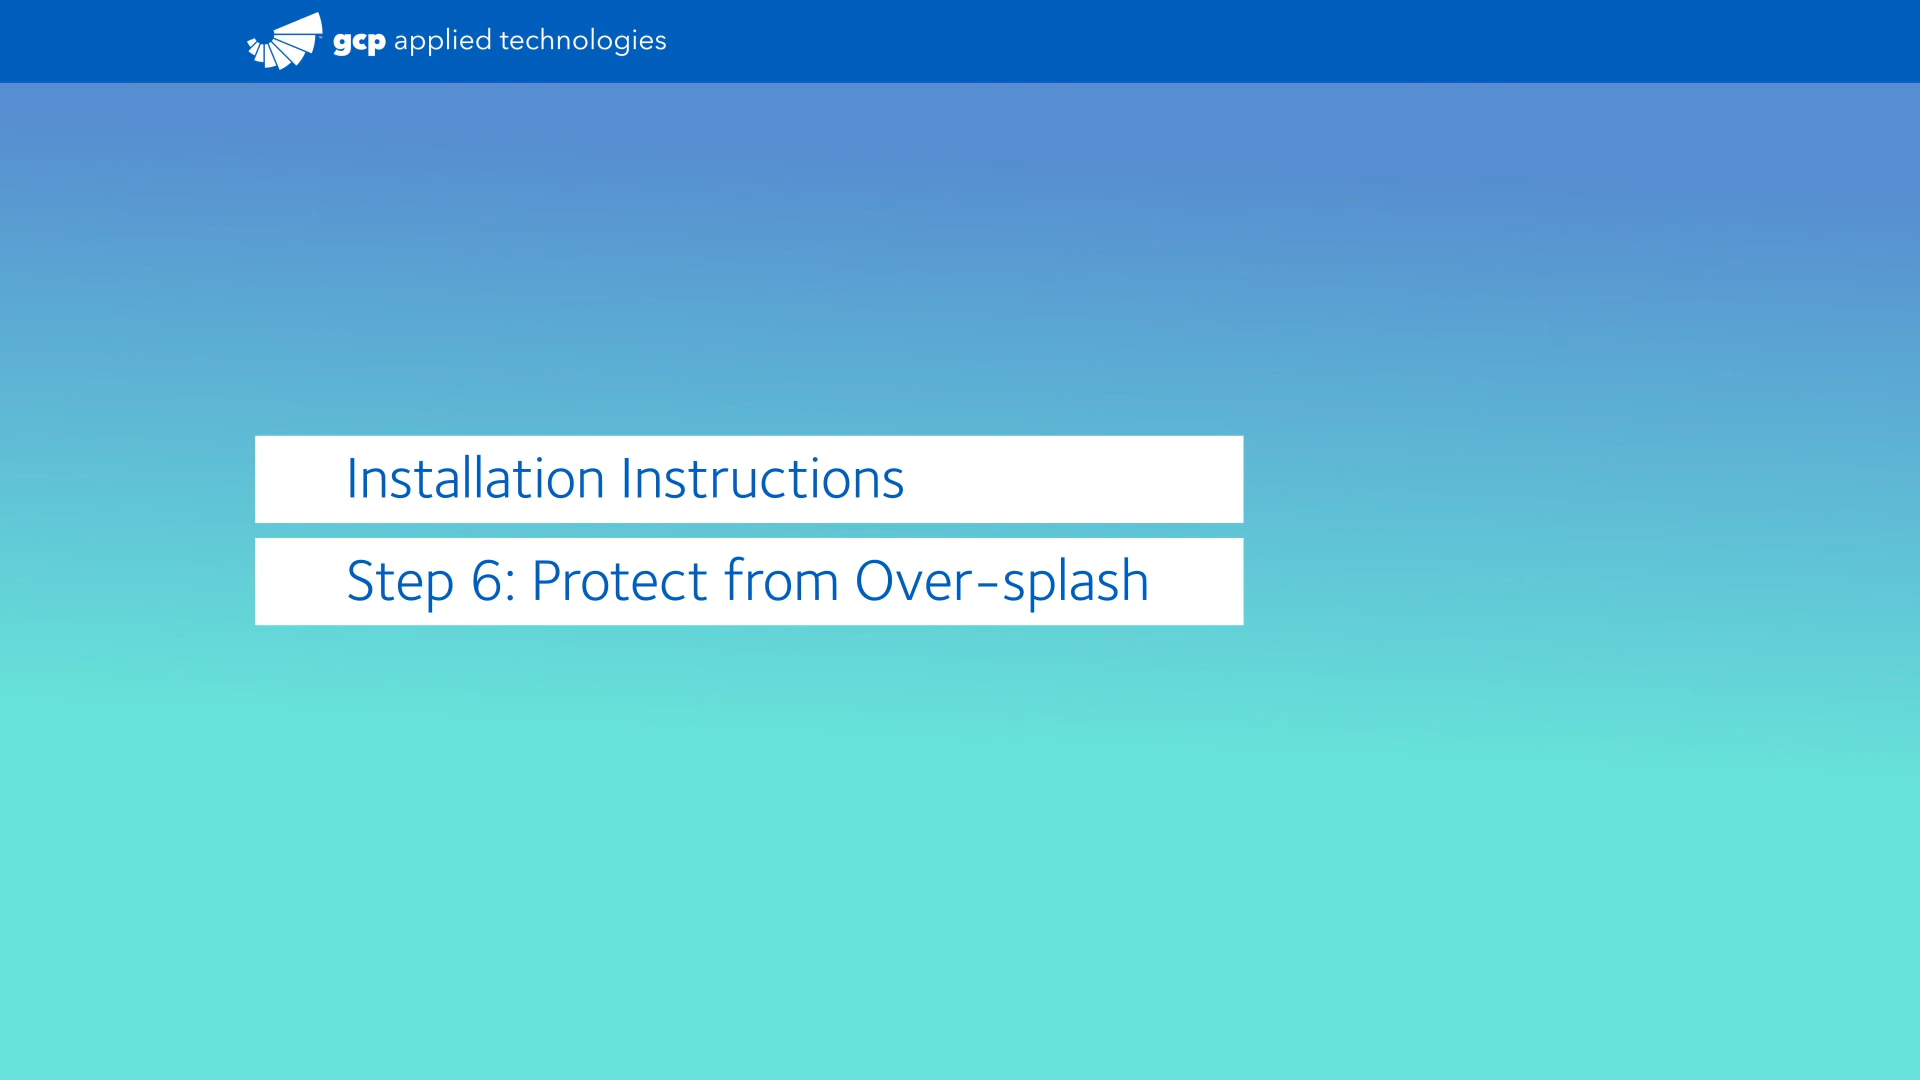 gcp applied technologies
Installation Instructions
Step 6: Protect from Over-splash